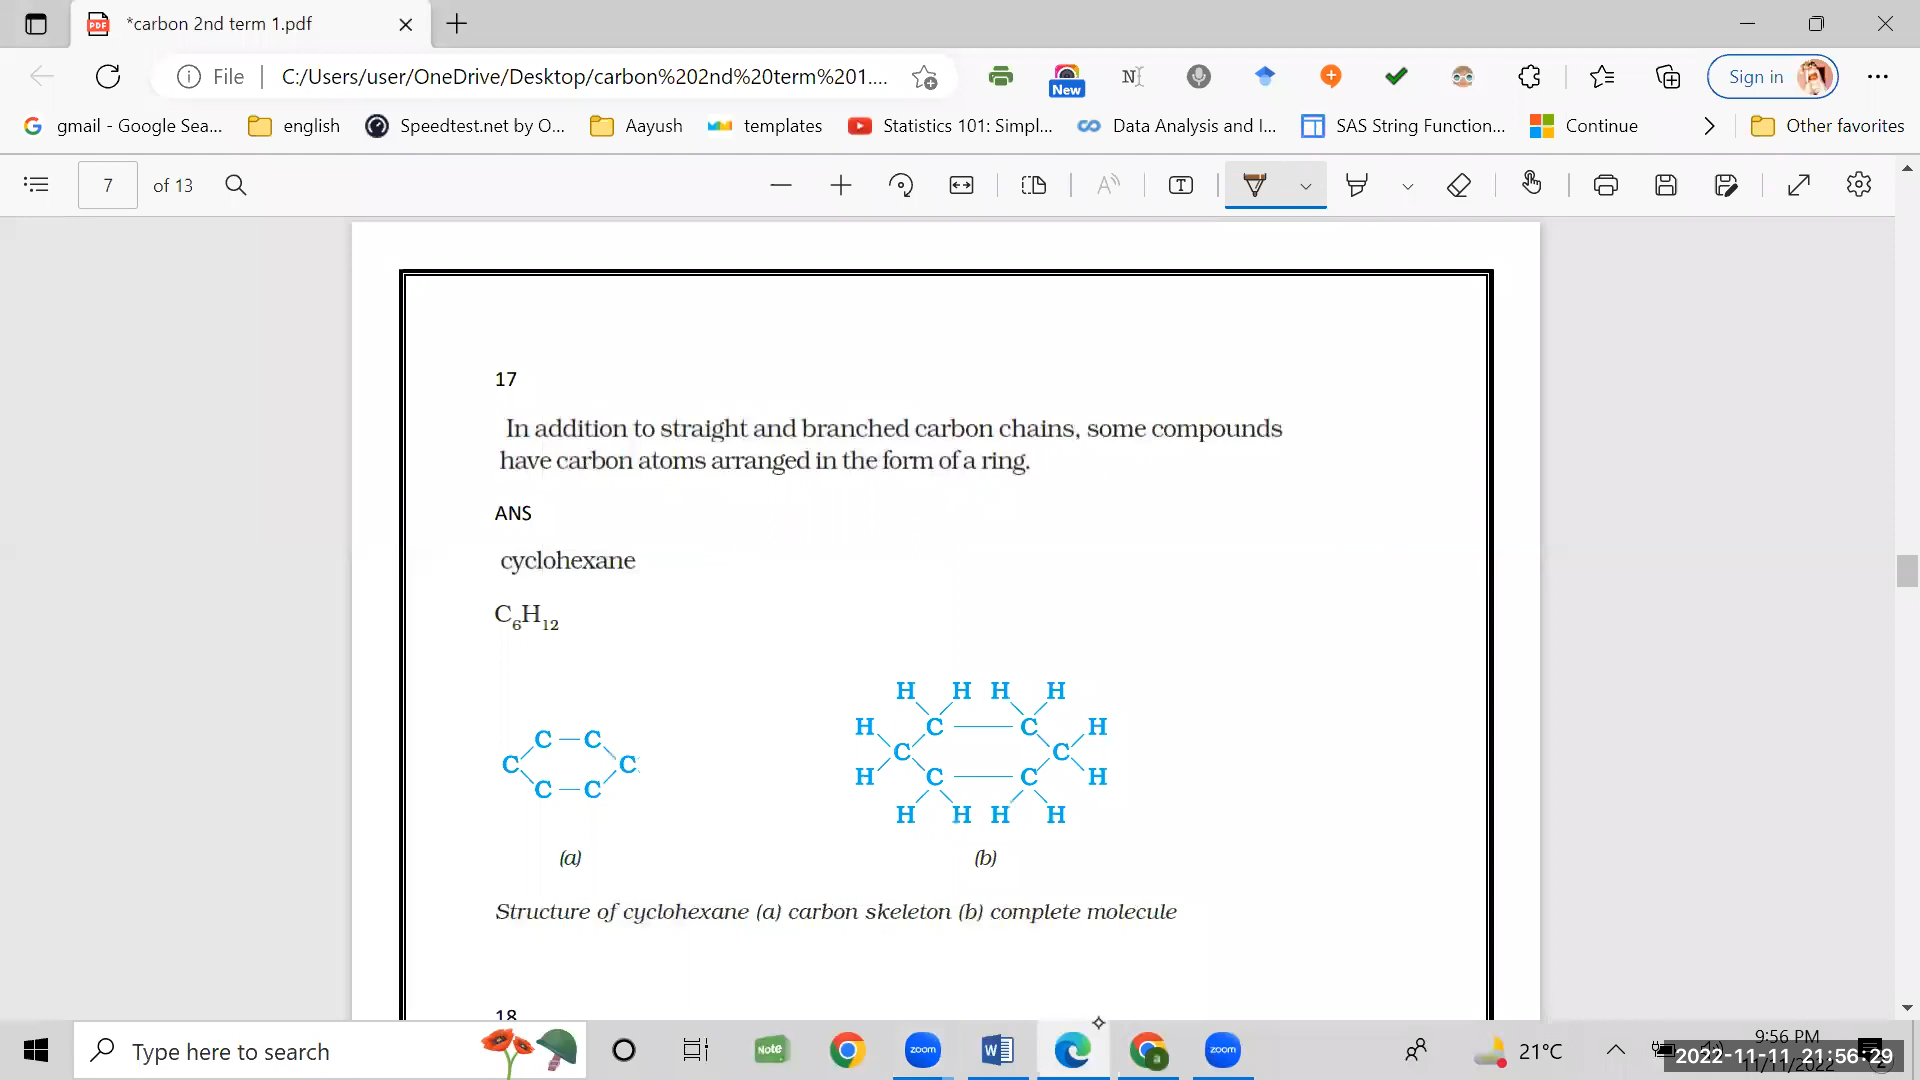 *carbon 2nd term 1.pdf
File
C:/Users/user/OneDrive/Desktop/carbon%202nd%20term%201....
New
Sign in
gmail - Google Sea...
english
Speedtest.net by O...
Aayush
templates
Statistics 101: Simpl...
Data Analysis and I...
SAS String Function...
Continue
Other favorites
7
of 13
17
In addition to straight and branched carbon chains, some compounds
have carbon atoms arranged in the form of a ring.
ANS
cyclohexane
C6H12
H H H H
H C C H
C — C
C C C C
C — C
H C C H
H H H H
(a) (b)
Structure of cyclohexane (a) carbon skeleton (b) complete molecule
18
Type here to search
Note
zoom
zoom
21°C
9:56 PM
11/11/2022
2022-11-11 21:56:29